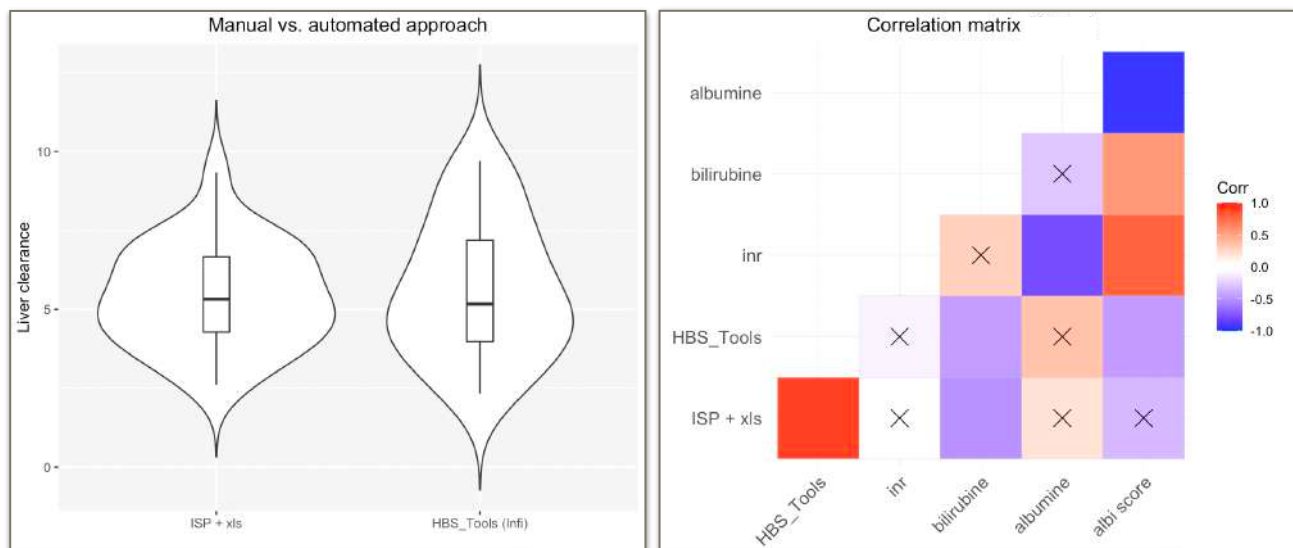 Manual vs. automated approach
Liver clearance
10
5
0
ISP + xls
HBS_Tools (Infi)
Correlation matrix
albumine
bilirubine
inr
HBS_Tools
ISP + xls
HBS_Tools
inr
bilirubine
albumine
albi score
Corr
1.0
0.5
0.0
-0.5
-1.0